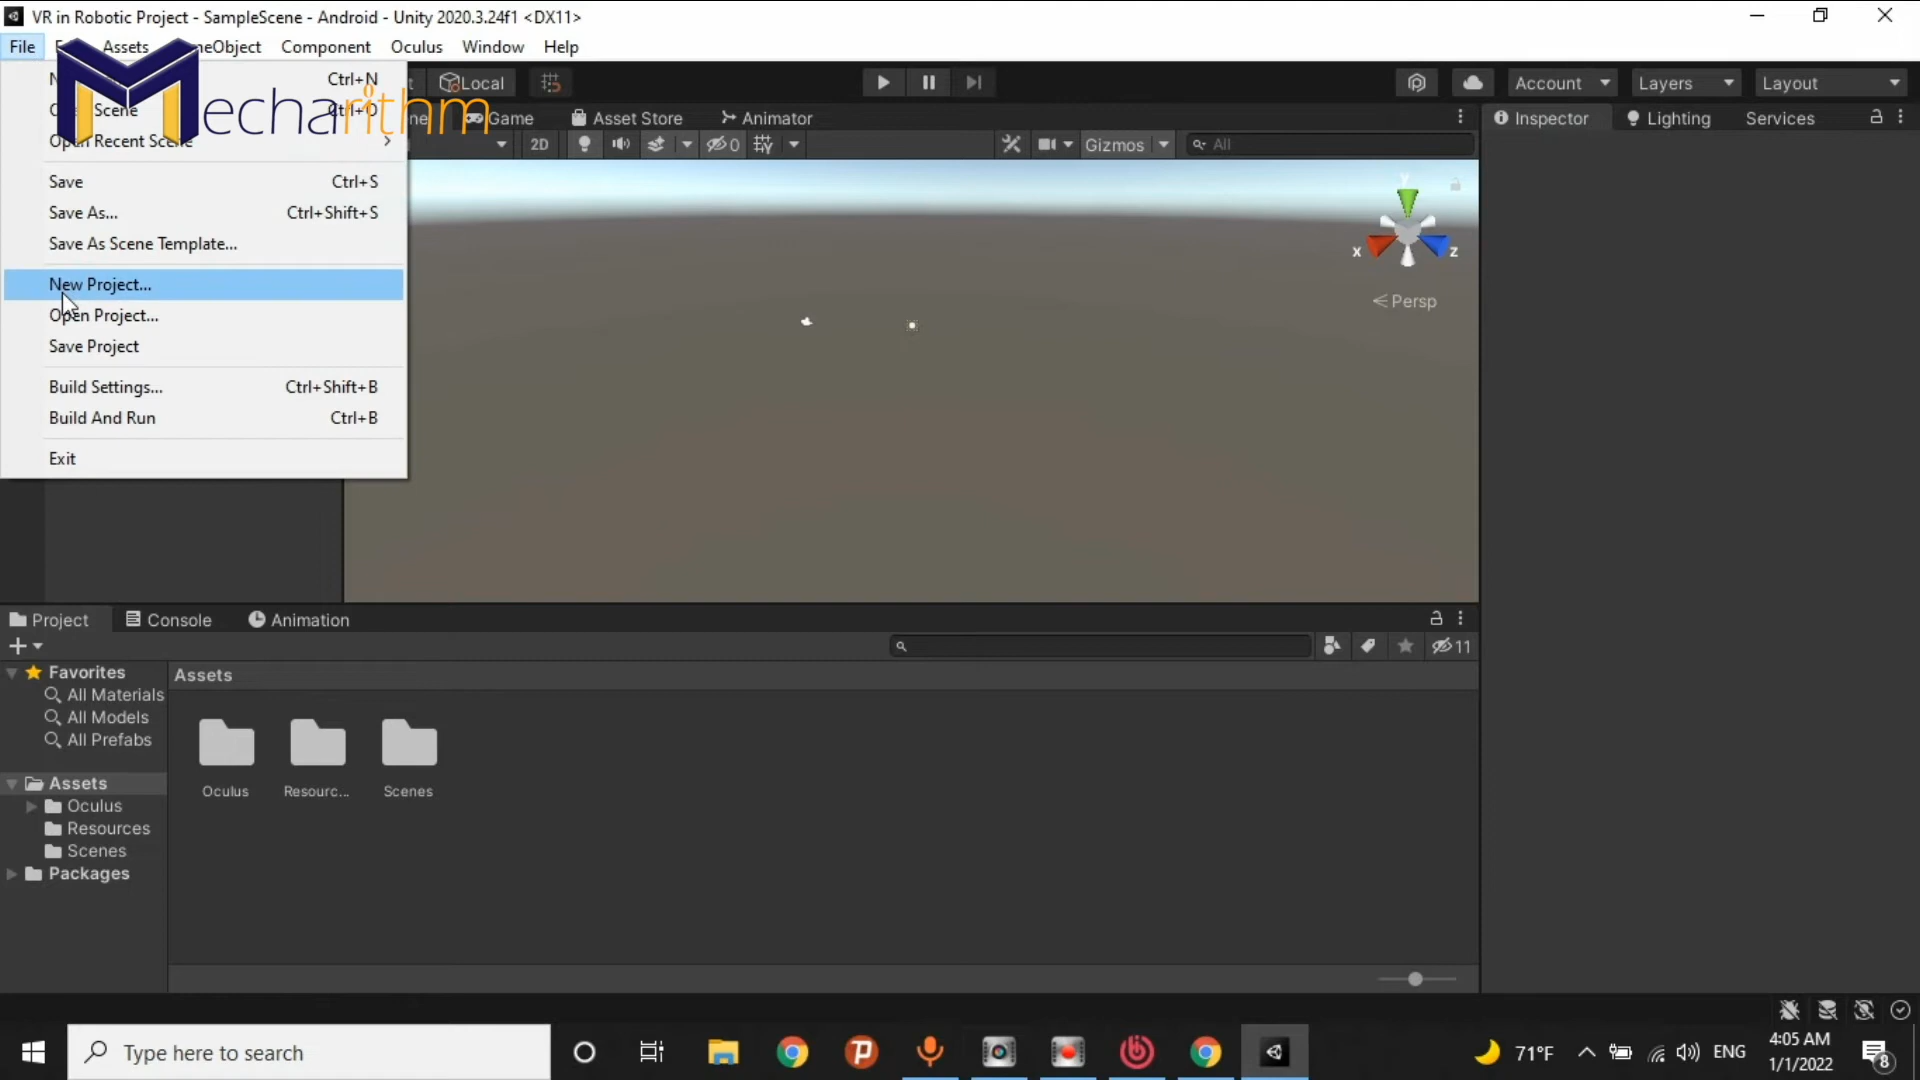 VR in Robotic Project - SampleScene - Android - Unity 2020.3.24f1 <DX11>
File Assets Component Oculus Window Help
Ctrl+N
Scene Ctrl+O
Open Recent Scene
Save Ctrl+S
Save As... Ctrl+Shift+S
Save As Scene Template...
New Project...
Open Project...
Save Project
Build Settings... Ctrl+Shift+B
Build And Run Ctrl+B
Exit
Mecharithm
Local
Account Layers Layout
Game Asset Store Animator
2D 0 Gizmos All
y
x z
Persp
Inspector Lighting Services
Project Console Animation
11
Favorites
All Materials
All Models
All Prefabs
Assets
Oculus
Resources
Scenes
Packages
Assets
Oculus Resourc... Scenes
Type here to search
71°F ENG
4:05 AM
1/1/2022
8